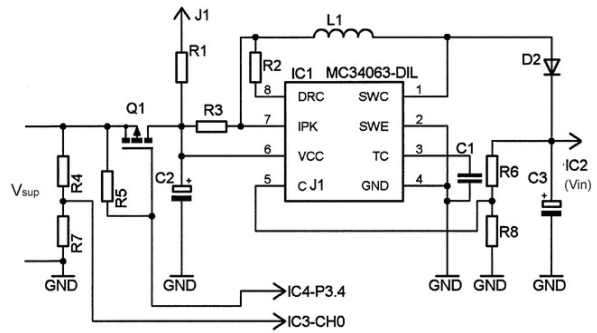 J1
L1
R1
R2
IC1 MC34063-DIL
D2
8 DRC SWC 1
Q1
R3
7 IPK SWE 2
6 VCC TC 3
C1
IC2
(Vin)
R4
R5
C2
+
5 C J1 GND 4
R6
C3
+
Vsup
R7
R8
GND
GND
GND
GND
GND
IC4-P3.4
IC3-CH0